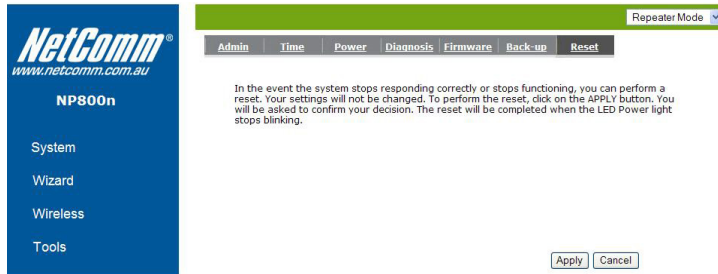 Repeater Mode
NetComm®
www.netcomm.com.au
NP800n
System
Wizard
Wireless
Tools
Admin Time Power Diagnosis Firmware Back-up Reset
In the event the system stops responding correctly or stops functioning, you can perform a
reset. Your settings will not be changed. To perform the reset, click on the APPLY button. You
will be asked to confirm your decision. The reset will be completed when the LED Power light
stops blinking.
Apply Cancel